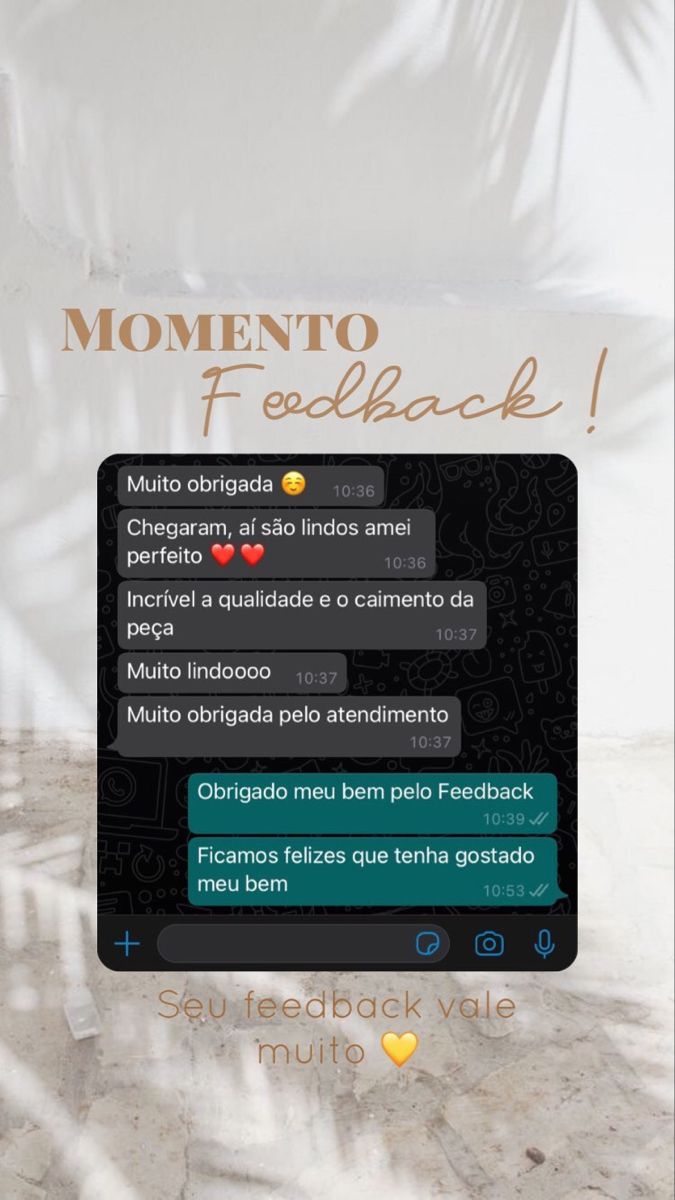 MOMENTO
Feedback!
Muito obrigada ☺️ 10:36
Chegaram, aí são lindos amei
perfeito ❤️❤️ 10:36
Incrível a qualidade e o caimento da
peça 10:37
Muito lindoooo 10:37
Muito obrigada pelo atendimento
10:37
Obrigado meu bem pelo Feedback
10:39
Ficamos felizes que tenha gostado
meu bem 10:53
Seu feedback vale
muito 💛